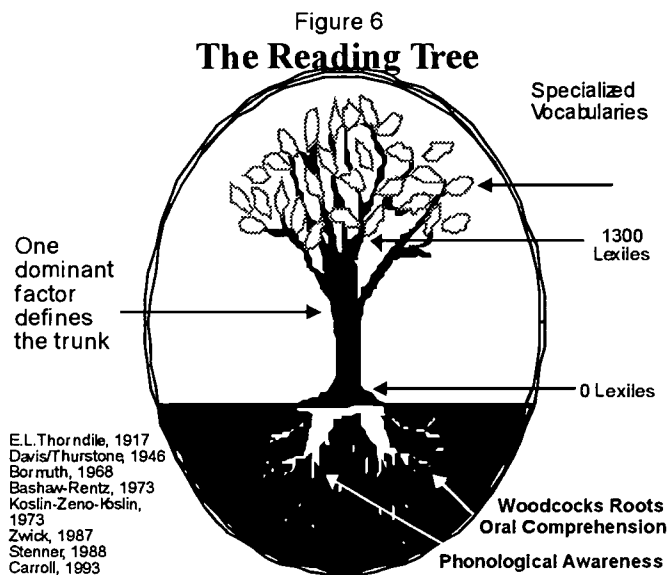 Figure 6
The Reading Tree
Specialized
Vocabularies
1300
Lexiles
One
dominant
factor
defines
the trunk
0 Lexiles
E.L.Thorndile, 1917
Davis/Thurstone, 1946
Bormuth, 1968
Bashaw-Rentz, 1973
Koslin-Zeno-Koslin,
1973
Zwick, 1987
Stenner, 1988
Carroll, 1993
Woodcocks Roots
Oral Comprehension
Phonological Awareness